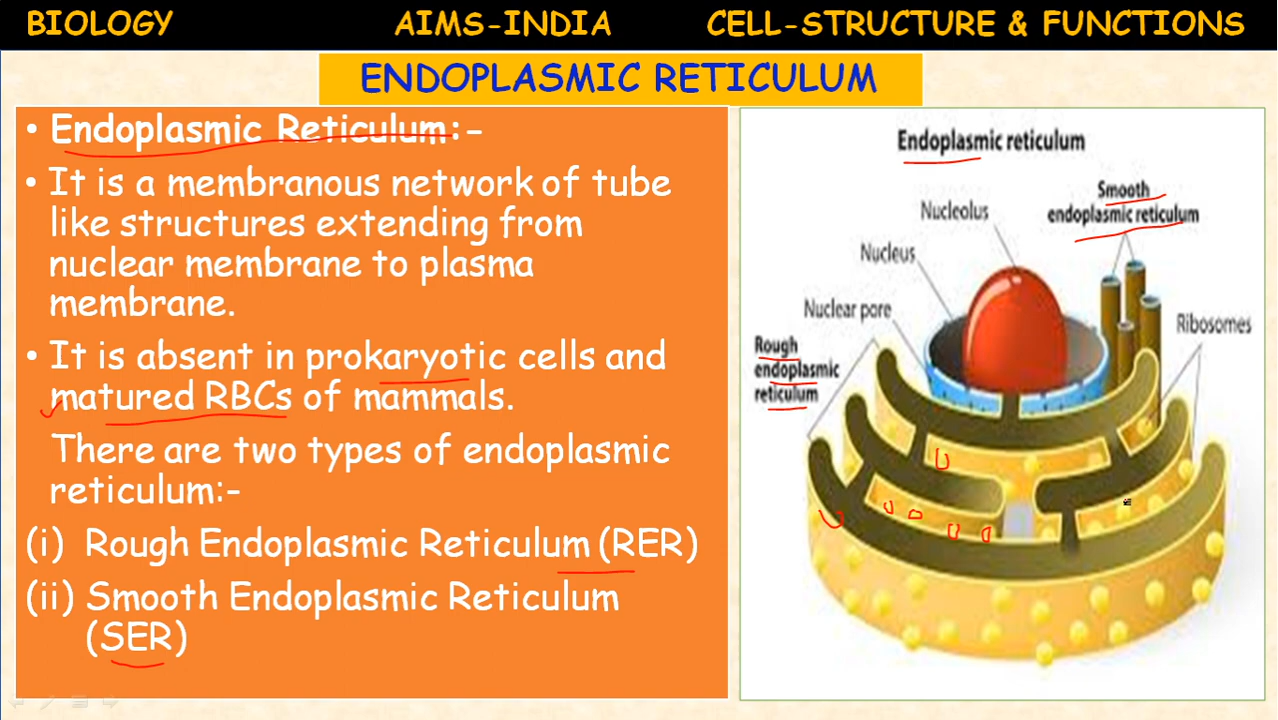 BIOLOGY AIMS-INDIA CELL-STRUCTURE & FUNCTIONS
ENDOPLASMIC RETICULUM
• Endoplasmic Reticulum:-
• It is a membranous network of tube
like structures extending from
nuclear membrane to plasma
membrane.
• It is absent in prokaryotic cells and
matured RBCs of mammals.
There are two types of endoplasmic
reticulum:-
(i) Rough Endoplasmic Reticulum (RER)
(ii) Smooth Endoplasmic Reticulum
(SER)
Endoplasmic reticulum
Smooth
endoplasmic reticulum
Nucleolus
Nucleus
Nuclear pore
Ribosomes
Rough
endoplasmic
reticulum